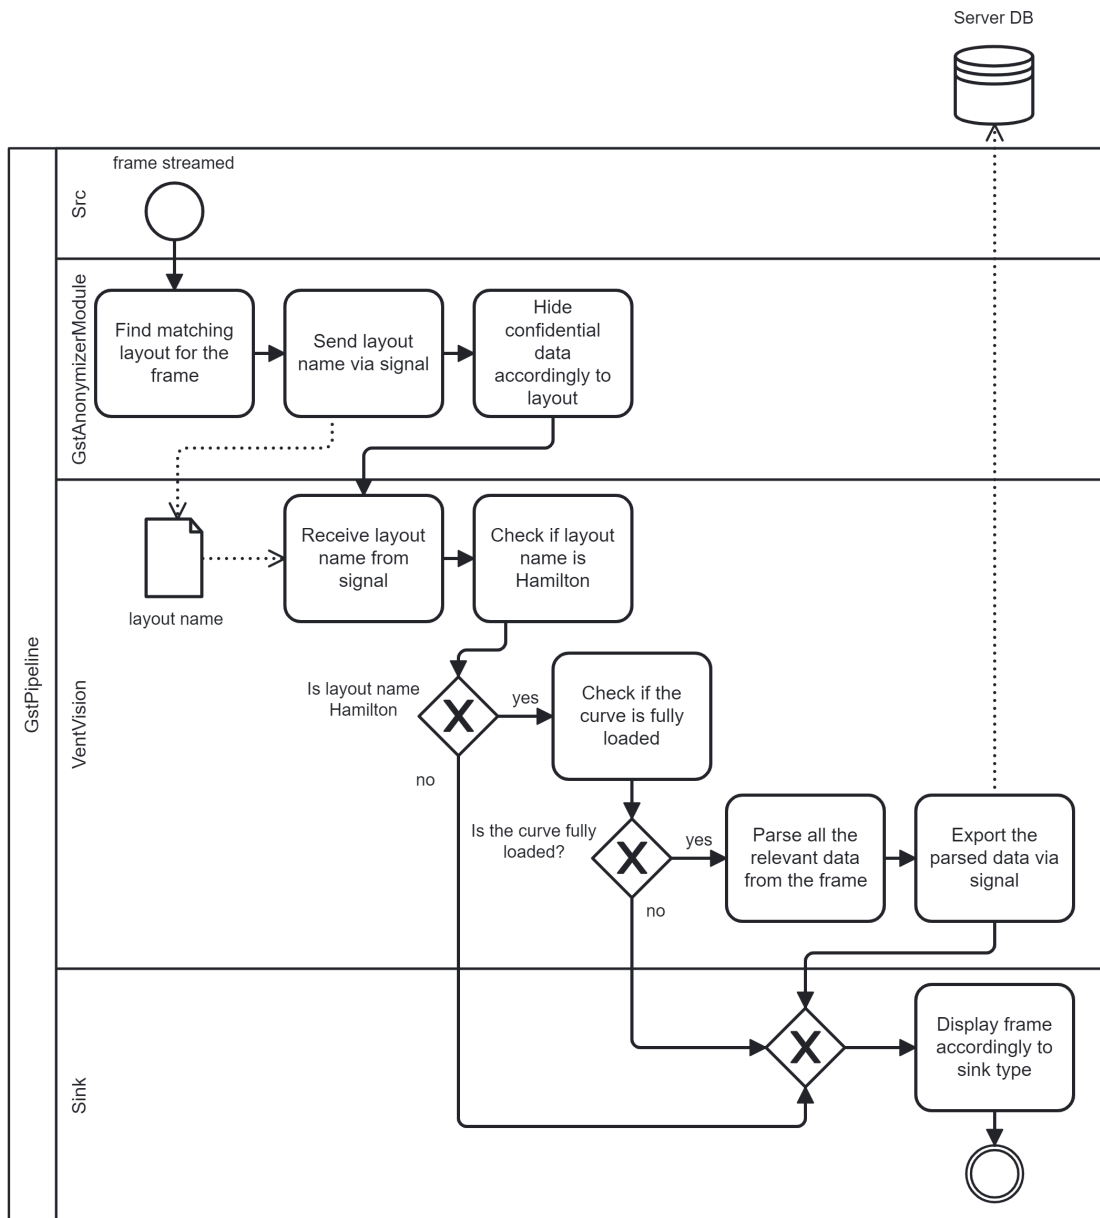 Server DB
GstPipeline
Src
frame streamed
GstAnonymizerModule
Find matching
layout for the
frame
Send layout
name via signal
Hide
confidential
data
accordingly to
layout
VentVision
layout name
Receive layout
name from
signal
Check if layout
name is
Hamilton
Is layout name
Hamilton
X
yes
no
Check if the
curve is fully
loaded
Is the curve fully
loaded?
X
yes
no
Parse all the
relevant data
from the frame
Export the
parsed data via
signal
Sink
X
Display frame
accordingly to
sink type